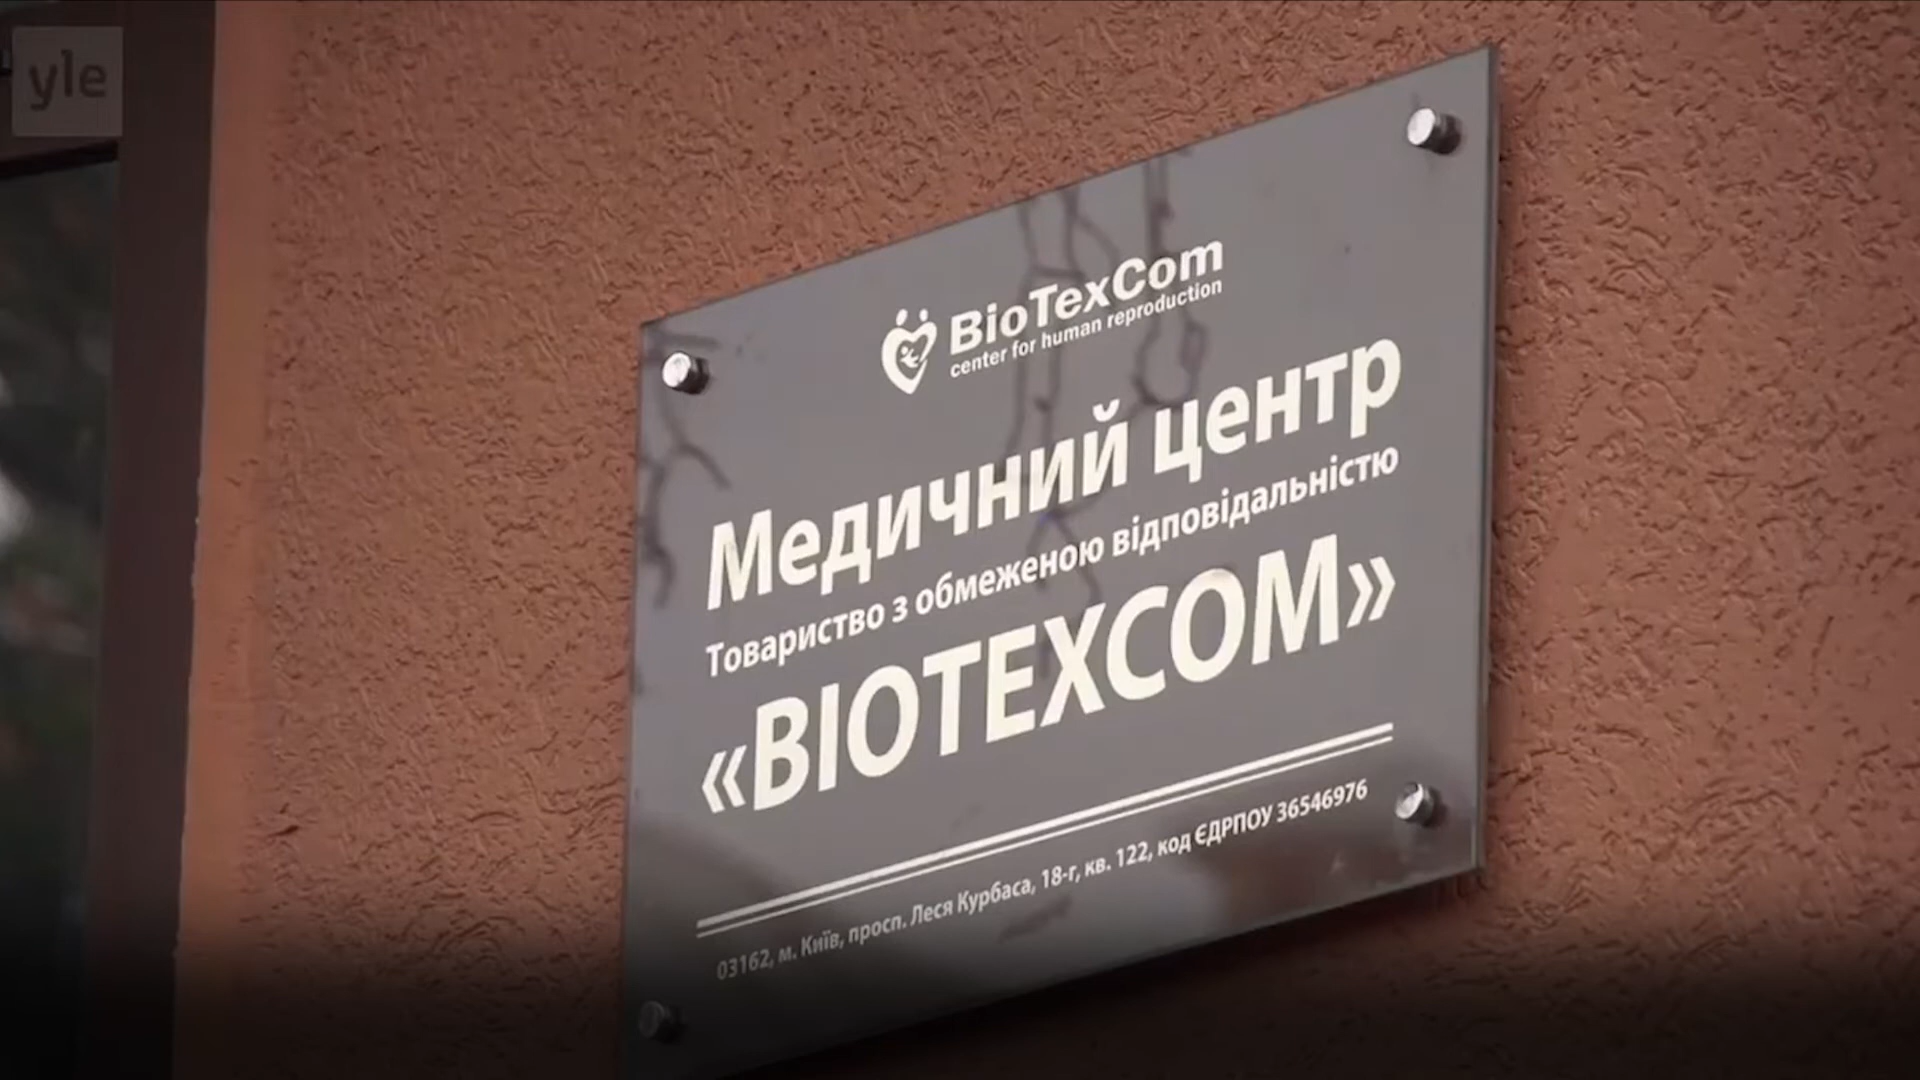 yle
BioTexCom
center for human reproduction
Медичний центр
Товариство з обмеженою відповідальністю
«BIOTEXCOM»
03162, м. Київ, просп. Леся Курбаса, 18-г, кв. 122, код ЄДРПОУ 36546976